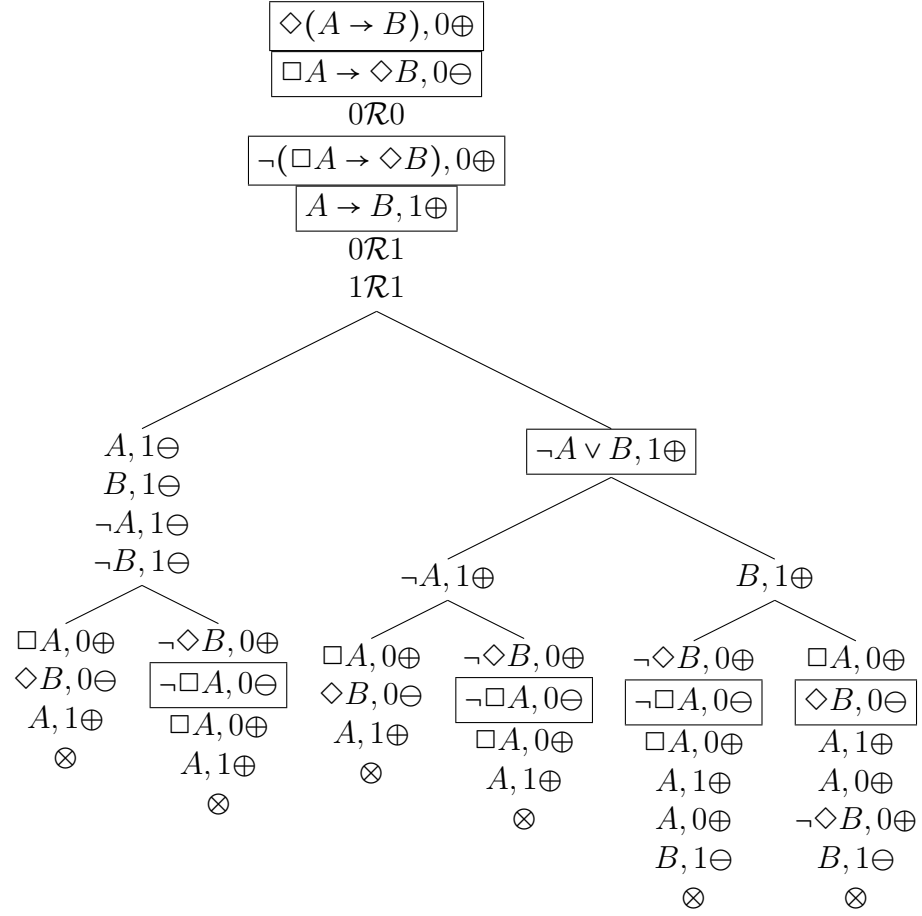 ◇(A → B), 0⊕
□A → ◇B, 0⊖
0ℛ0
¬(□A → ◇B), 0⊕
A → B, 1⊕
0ℛ1
1ℛ1
A, 1⊖
B, 1⊖
¬A, 1⊖
¬B, 1⊖
¬A ∨ B, 1⊕
¬A, 1⊕
B, 1⊕
□A, 0⊕
◇B, 0⊖
A, 1⊕
⊗
¬◇B, 0⊕
¬□A, 0⊖
□A, 0⊕
A, 1⊕
⊗
□A, 0⊕
◇B, 0⊖
A, 1⊕
⊗
¬◇B, 0⊕
¬□A, 0⊖
□A, 0⊕
A, 1⊕
⊗
¬◇B, 0⊕
¬□A, 0⊖
□A, 0⊕
A, 1⊕
A, 0⊕
B, 1⊖
⊗
□A, 0⊕
◇B, 0⊖
A, 1⊕
A, 0⊕
¬◇B, 0⊕
B, 1⊖
⊗